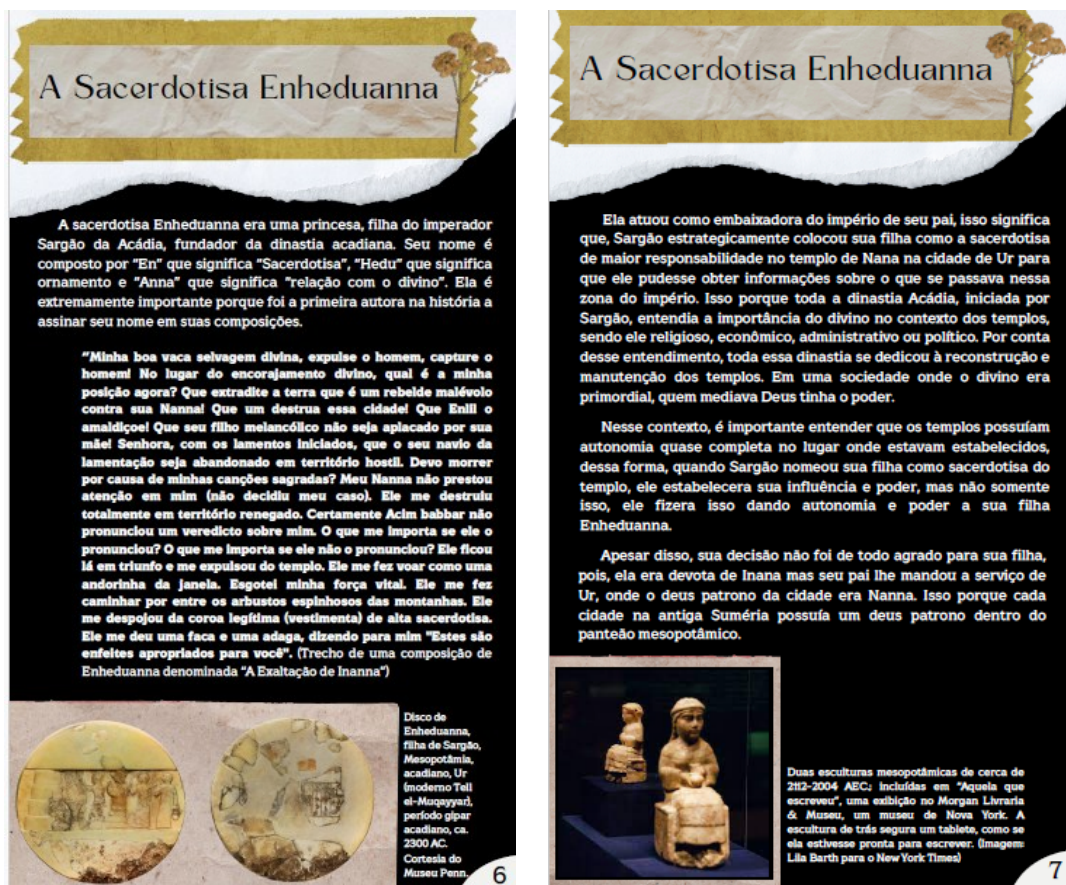 A Sacerdotisa Enheduanna
A sacerdotisa Enheduanna era uma princesa, filha do imperador
Sargão da Acádia, fundador da dinastia acadiana. Seu nome é
composto por "En" que significa "Sacerdotisa", "Hedu" que significa
ornamento e "Anna" que significa "relação com o divino". Ela é
extremamente importante porque foi a primeira autora na história a
assinar seu nome em suas composições.
"Minha boa vaca selvagem divina, expulse o homem, capture o
homem! No lugar do encorajamento divino, qual é a minha
posição agora? Que extradite a terra que é um rebelde malévolo
contra sua Nanna! Que um destrua essa cidade! Que Enlil o
amaldiçoe! Que seu filho melancólico não seja aplacado por sua
mãe! Senhora, com os lamentos iniciados, que o seu navio da
lamentação seja abandonado em território hostil. Devo morrer
por causa de minhas canções sagradas? Meu Nanna não prestou
atenção em mim (não decidiu meu caso). Ele me destruiu
totalmente em território renegado. Certamente Acim babbar não
pronunciou um veredicto sobre mim. O que me importa se ele o
pronunciou? O que me importa se ele não o pronunciou? Ele ficou
lá em triunfo e me expulsou do templo. Ele me fez voar como uma
andorinha da janela. Esgotei minha força vital. Ele me fez
caminhar por entre os arbustos espinhosos das montanhas. Ele
me despojou da coroa legítima (vestimenta) de alta sacerdotisa.
Ele me deu uma faca e uma adaga, dizendo para mim "Estes são
enfeites apropriados para você". (Trecho de uma composição de
Enheduanna denominada "A Exaltação de Inanna")
Disco de
Enheduanna,
filha de Sargão,
Mesopotâmia,
acadiano, Ur
(moderno Tell
el-Muqayyar),
período gipar
acadiano, ca.
2300 AC.
Cortesia do
Museu Penn.
6
A Sacerdotisa Enheduanna
Ela atuou como embaixadora do império de seu pai, isso significa
que, Sargão estrategicamente colocou sua filha como a sacerdotisa
de maior responsabilidade no templo de Nana na cidade de Ur para
que ele pudesse obter informações sobre o que se passava nessa
zona do império. Isso porque toda a dinastia Acádia, iniciada por
Sargão, entendia a importância do divino no contexto dos templos,
sendo ele religioso, econômico, administrativo ou político. Por conta
desse entendimento, toda essa dinastia se dedicou à reconstrução e
manutenção dos templos. Em uma sociedade onde o divino era
primordial, quem mediava Deus tinha o poder.
Nesse contexto, é importante entender que os templos possuíam
autonomia quase completa no lugar onde estavam estabelecidos,
dessa forma, quando Sargão nomeou sua filha como sacerdotisa do
templo, ele estabelecera sua influência e poder, mas não somente
isso, ele fizera isso dando autonomia e poder a sua filha
Enheduanna.
Apesar disso, sua decisão não foi de todo agrado para sua filha,
pois, ela era devota de Inana mas seu pai lhe mandou a serviço de
Ur, onde o deus patrono da cidade era Nanna. Isso porque cada
cidade na antiga Suméria possuía um deus patrono dentro do
panteão mesopotâmico.
Duas esculturas mesopotâmicas de cerca de
2112-2004 AEC.; incluídas em "Aquela que
escreveu", uma exibição no Morgan Livraria
& Museu, um museu de Nova York. A
escultura de trás segura um tablete, como se
ela estivesse pronta para escrever. (Imagem:
Lila Barth para o New York Times)
7